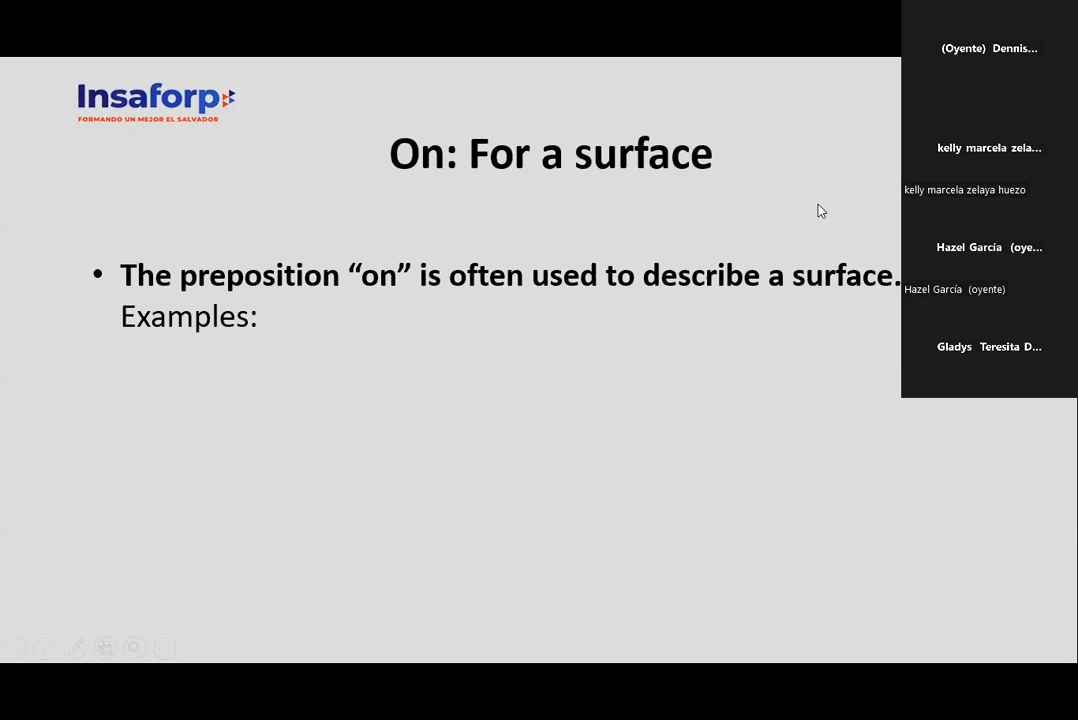 Insaforp
FORMANDO UN MEJOR EL SALVADOR
On: For a surface
• The preposition “on” is often used to describe a surface.
Examples:
(Oyente) Dennis...
kelly marcela zela...
kelly marcela zelaya huezo
Hazel García (oye...
Hazel García (oyente)
Gladys Teresita D...